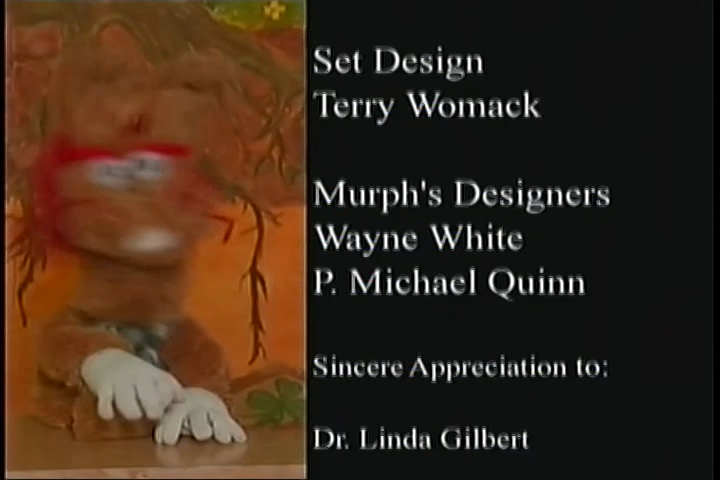 Set Design
Terry Womack
Murph's Designers
Wayne White
P. Michael Quinn
Sincere Appreciation to:
Dr. Linda Gilbert